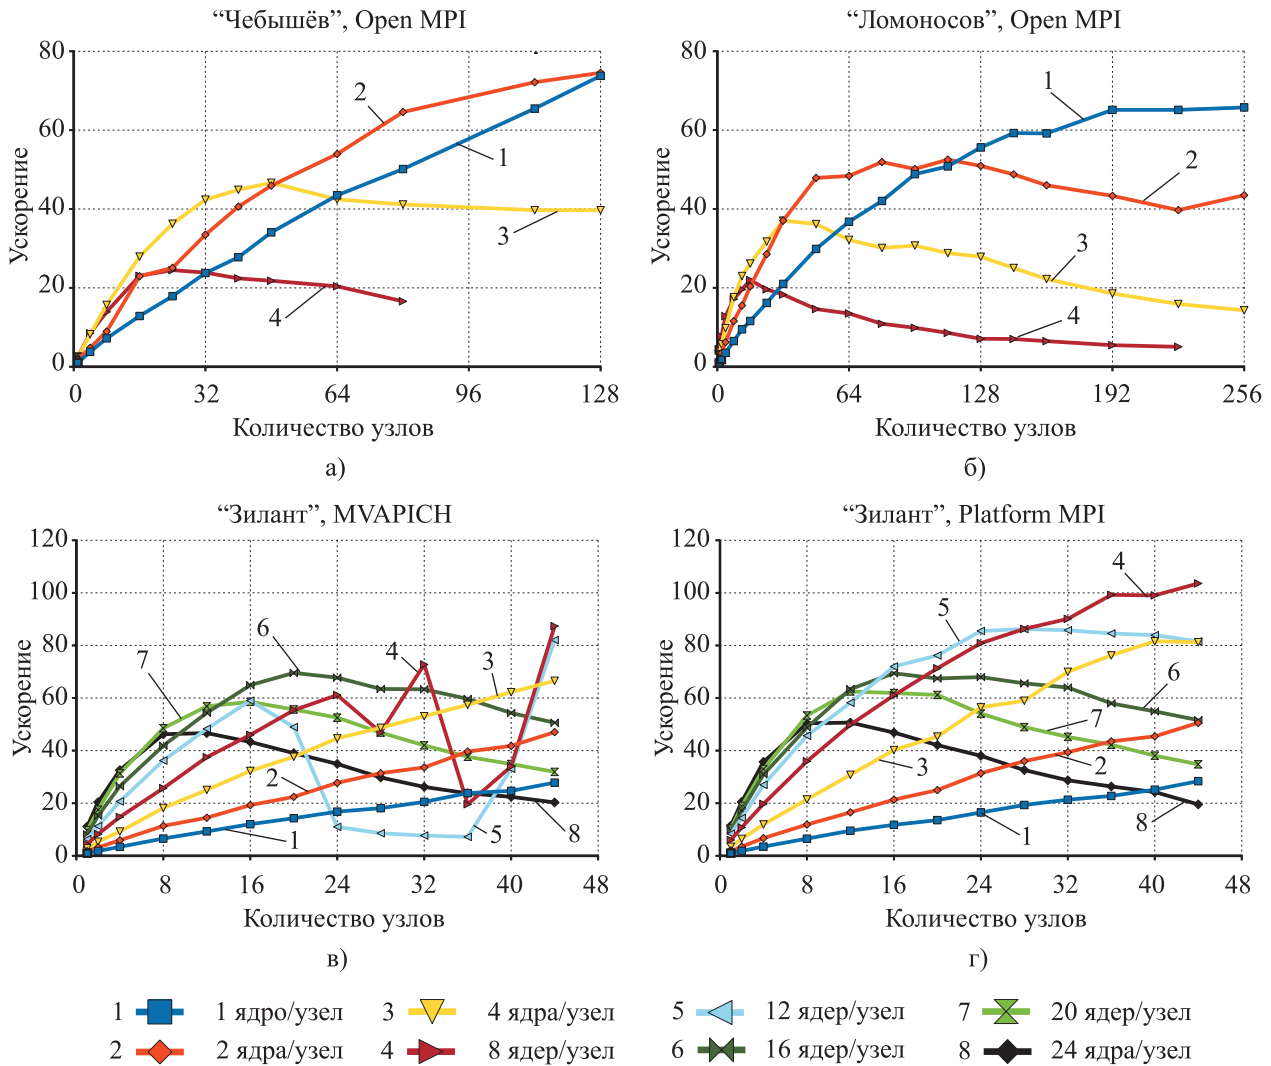 “Чебышёв”, Open MPI
“Ломоносов”, Open MPI
Ускорение
80
60
40
20
0
2
1
3
4
0 32 64 96 128
Количество узлов
а)
Ускорение
80
60
40
20
0
1
2
3
4
0 64 128 192 256
Количество узлов
б)
“Зилант”, MVAPICH
“Зилант”, Platform MPI
Ускорение
120
100
80
60
40
20
0
7
6
4
3
2
1
5
8
0 8 16 24 32 40 48
Количество узлов
в)
Ускорение
120
100
80
60
40
20
0
4
5
6
7
3
2
1
8
0 8 16 24 32 40 48
Количество узлов
г)
1 1 ядро/узел 3 4 ядра/узел 5 12 ядер/узел 7 20 ядер/узел
2 2 ядра/узел 4 8 ядер/узел 6 16 ядер/узел 8 24 ядра/узел